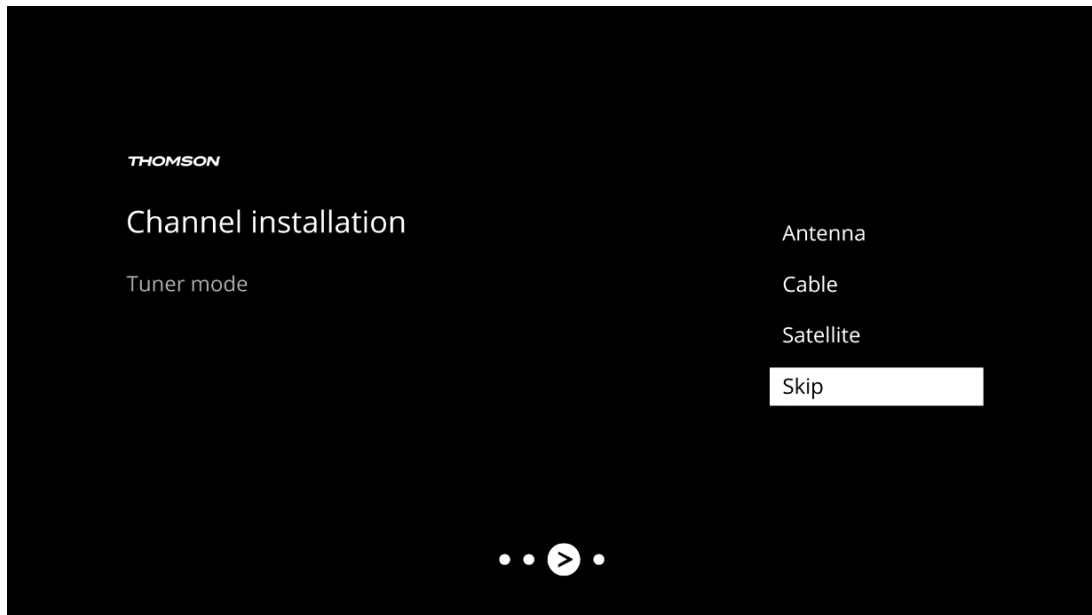 THOMSON
Channel installation
Tuner mode
Antenna
Cable
Satellite
Skip